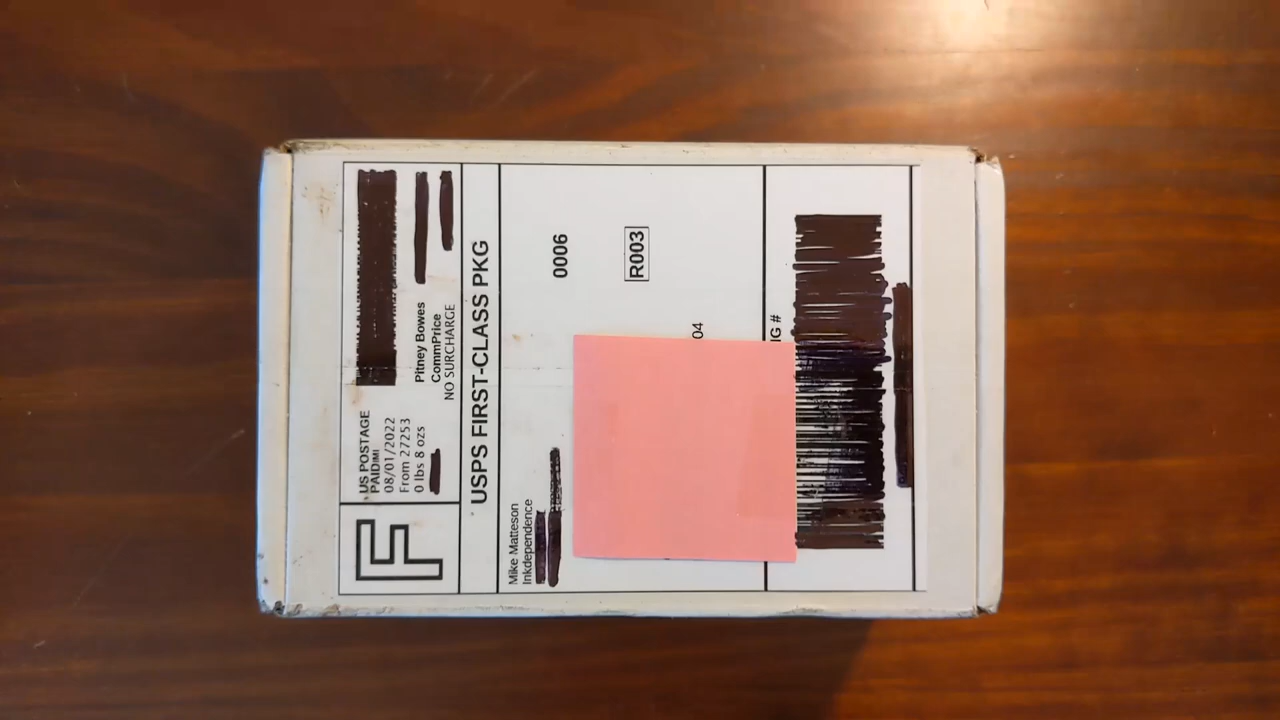 F
US POSTAGE
PAIDIMI
08/01/2022
From 27253
0 lbs 8 ozs
Pitney Bowes
CommPrice
NO SURCHARGE
USPS FIRST-CLASS PKG
Mike Matteson
Inkdependence
0006
R003
04
G #